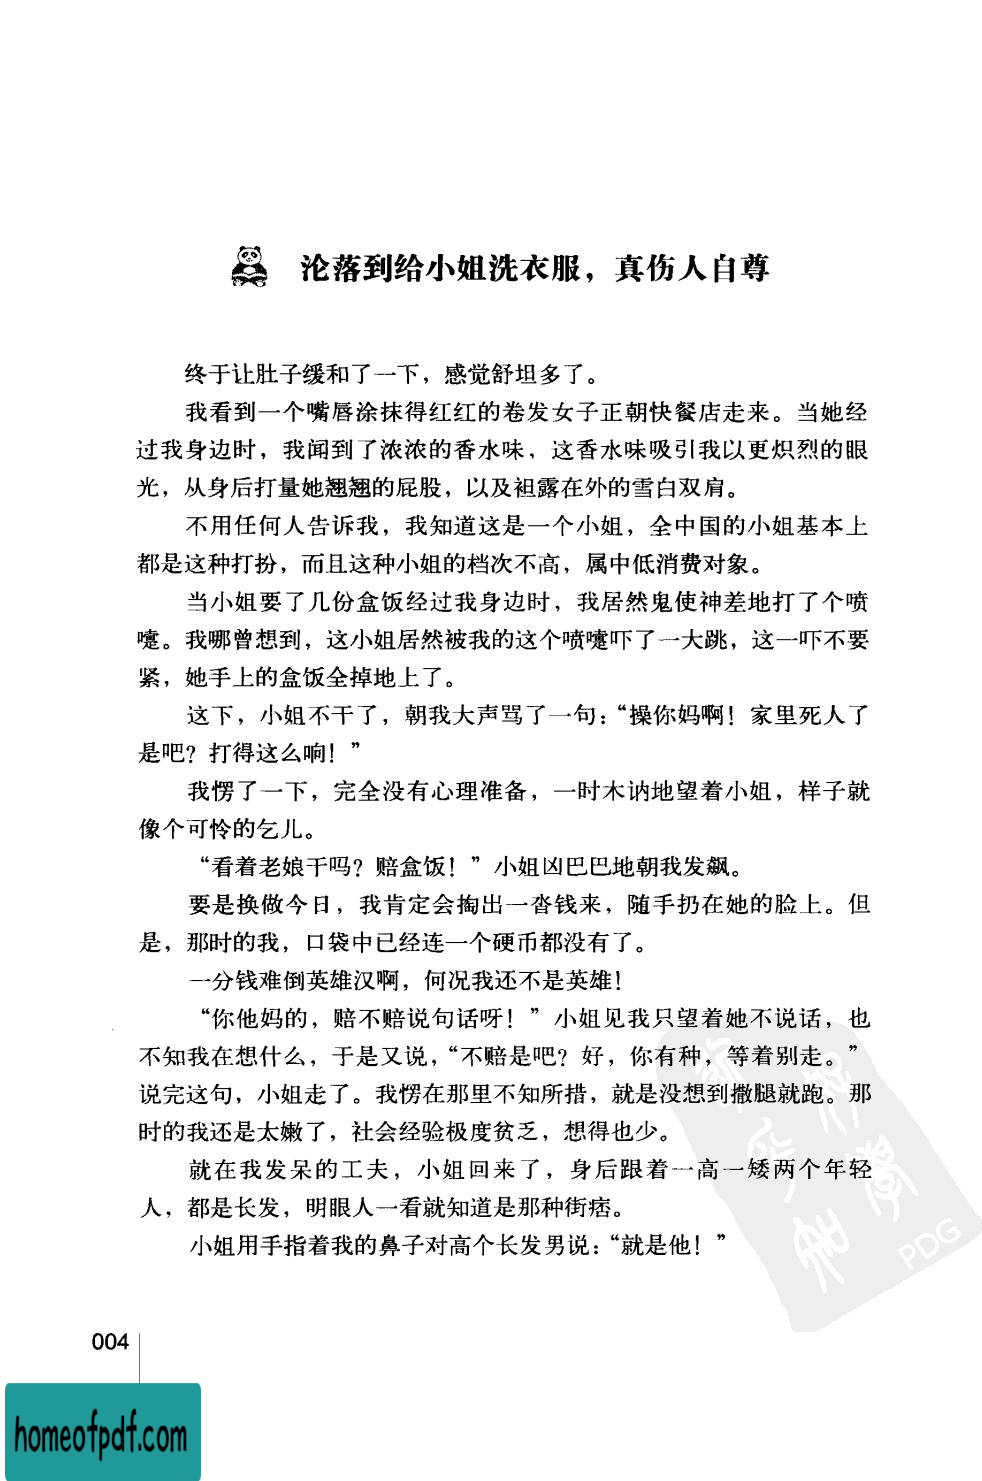 沦落到给小姐洗衣服，真伤人自尊
终于让肚子缓和了一下，感觉舒坦多了。
我看到一个嘴唇涂抹得红红的卷发女子正朝快餐店走来。当她经
过我身边时，我闻到了浓浓的香水味，这香水味吸引我以更炽烈的眼
光，从身后打量她翘翘的屁股，以及袒露在外的雪白双肩。
不用任何人告诉我，我知道这是一个小姐，全中国的小姐基本上
都是这种打扮，而且这种小姐的档次不高，属中低消费对象。
当小姐要了几份盒饭经过我身边时，我居然鬼使神差地打了个喷
嚏。我哪曾想到，这小姐居然被我的这个喷嚏吓了一大跳，这一吓不要
紧，她手上的盒饭全掉地上了。
这下，小姐不干了，朝我大声骂了一句：“操你妈啊！家里死人了
是吧？打得这么响！”
我愣了一下，完全没有心理准备，一时木讷地望着小姐，样子就
像个可怜的乞儿。
“看着老娘干吗？赔盒饭！”小姐凶巴巴地朝我发飙。
要是换做今日，我肯定会掏出一沓钱来，随手扔在她的脸上。但
是，那时的我，口袋中已经连一个硬币都没有了。
一分钱难倒英雄汉啊，何况我还不是英雄！
“你他妈的，赔不赔说句话呀！”小姐见我只望着她不说话，也
不知我在想什么，于是又说，“不赔是吧？好，你有种，等着别走。”
说完这句，小姐走了。我愣在那里不知所措，就是没想到撒腿就跑。那
时的我还是太嫩了，社会经验极度贫乏，想得也少。
就在我发呆的工夫，小姐回来了，身后跟着一高一矮两个年轻
人，都是长发，明眼人一看就知道是那种街痞。
小姐用手指着我的鼻子对高个长发男说：“就是他！”
PDG
004
homeofpdf.com